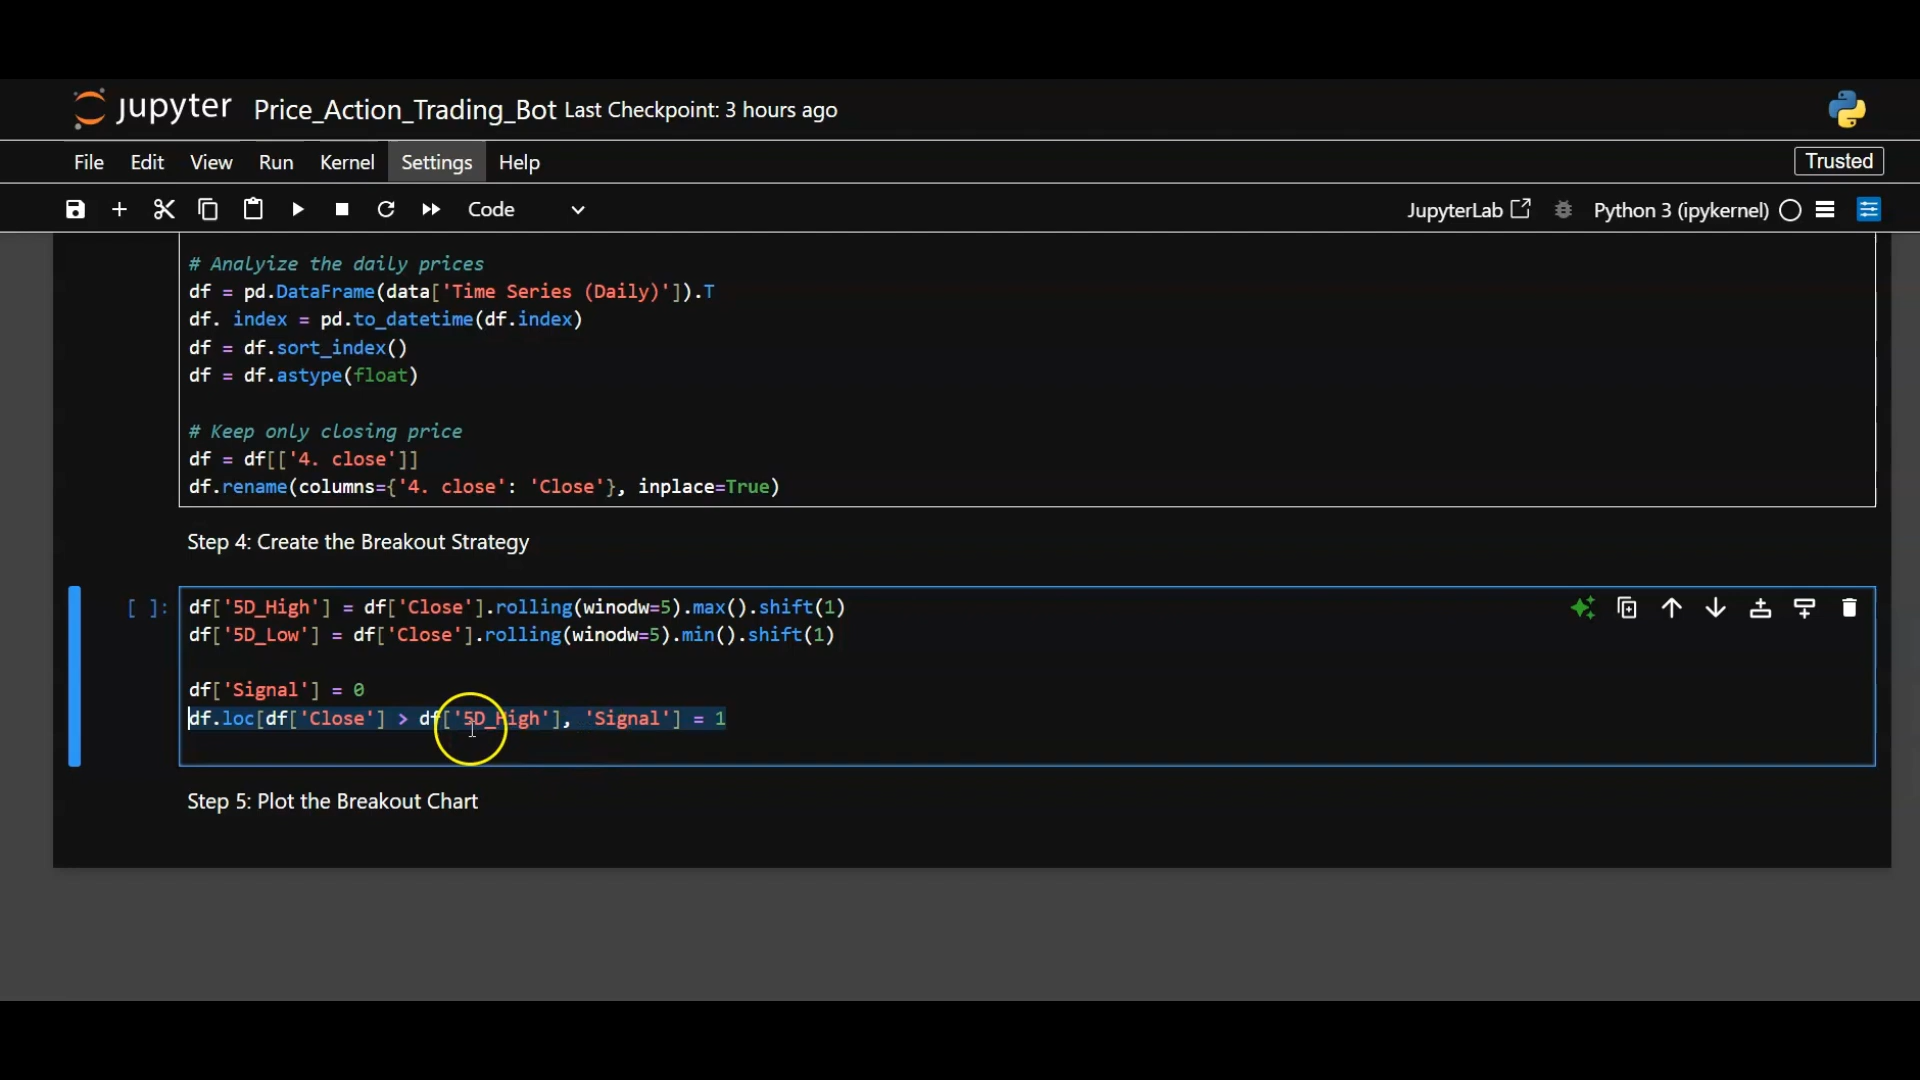 jupyter Price_Action_Trading_Bot Last Checkpoint: 3 hours ago
File Edit View Run Kernel Settings Help Trusted
Code JupyterLab Python 3 (ipykernel)
# Analyize the daily prices
df = pd.DataFrame(data['Time Series (Daily)']).T
df. index = pd.to_datetime(df.index)
df = df.sort_index()
df = df.astype(float)
# Keep only closing price
df = df[['4. close']]
df.rename(columns={'4. close': 'Close'}, inplace=True)
Step 4: Create the Breakout Strategy
[ ]: df['5D_High'] = df['Close'].rolling(winodw=5).max().shift(1)
df['5D_Low'] = df['Close'].rolling(winodw=5).min().shift(1)
df['Signal'] = 0
df.loc[df['Close'] > df['5D_High'], 'Signal'] = 1
Step 5: Plot the Breakout Chart